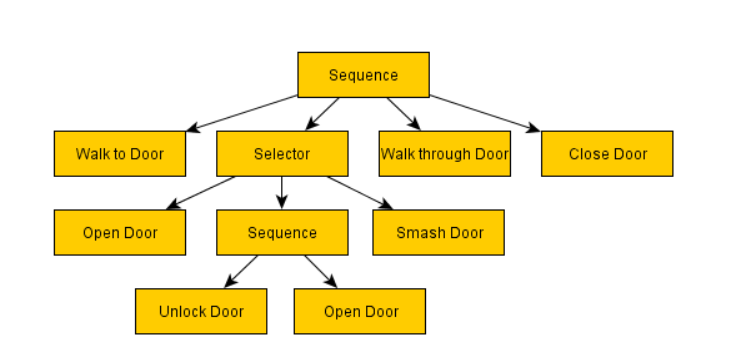 Sequence
Walk to Door
Selector
Walk through Door
Close Door
Open Door
Sequence
Smash Door
Unlock Door
Open Door